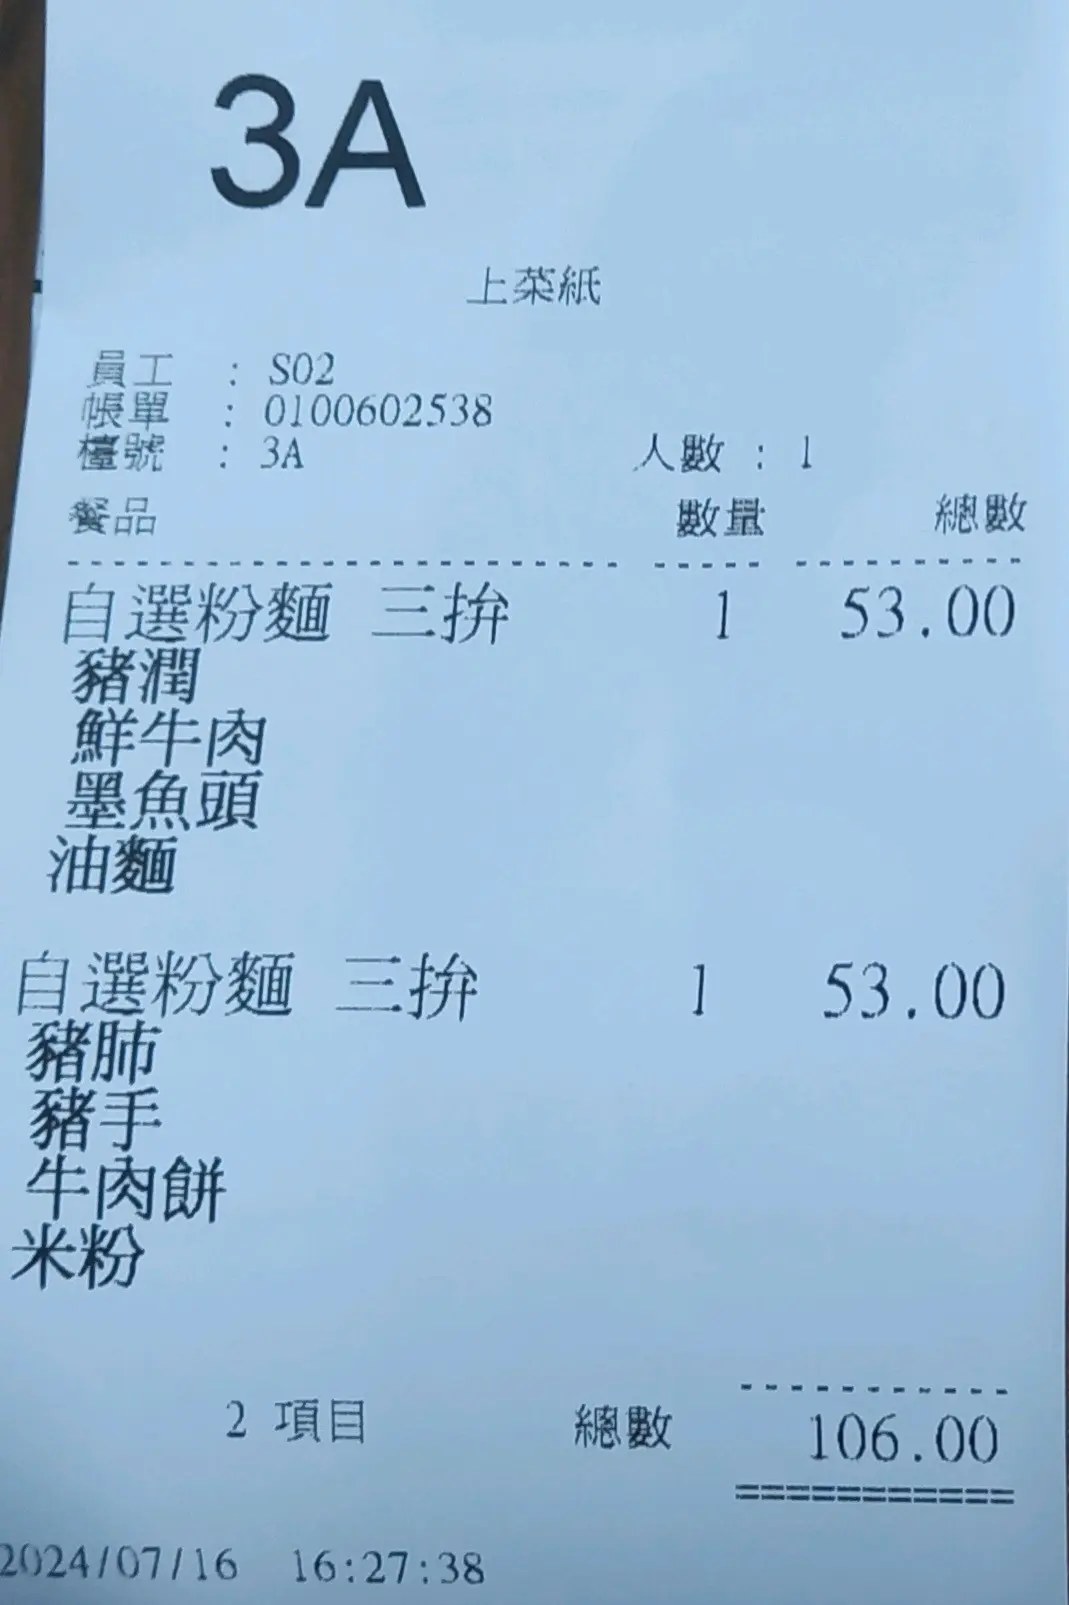 3A
上菜紙
員工 : S02
帳單 : 0100602538
檯號 : 3A 人數 : 1
餐品 數量 總數
自選粉麵 三拚 1 53.00
豬潤
鮮牛肉
墨魚頭
油麵
自選粉麵 三拚 1 53.00
豬肺
豬手
牛肉餅
米粉
2 項目 總數 106.00
2024/07/16 16:27:38